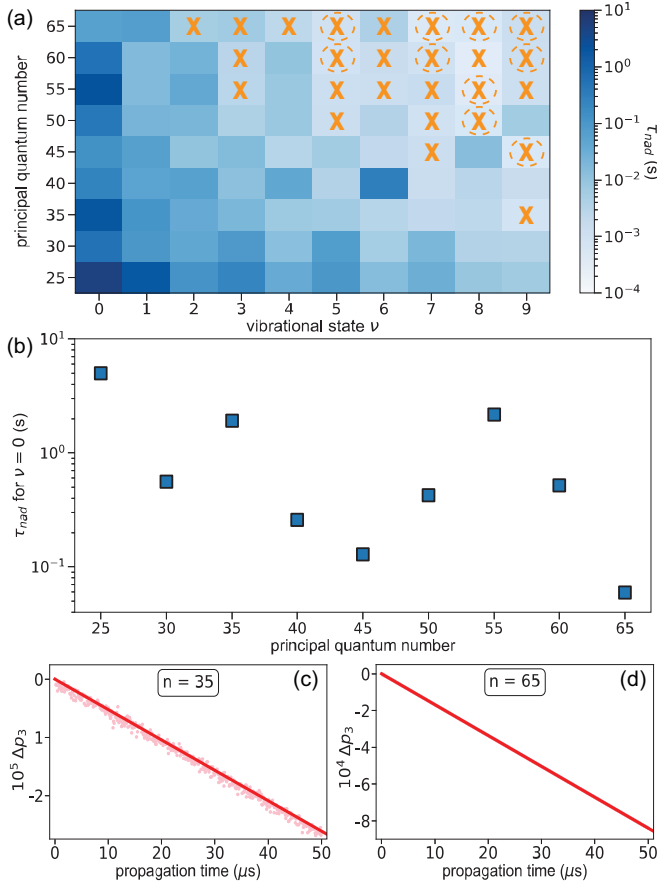 (a)
principal quantum number
65
60
55
50
45
40
35
30
25
X X X X X X X X
X X X X X
X X X X X X
X X X
X X
X
0 1 2 3 4 5 6 7 8 9
vibrational state ν
10¹
10⁰
10⁻¹
10⁻²
10⁻³
10⁻⁴
τnad (s)
(b)
τnad for ν = 0 (s)
10¹
10⁰
10⁻¹
25 30 35 40 45 50 55 60 65
principal quantum number
(c)
n = 35
10⁵ Δp₃
0
1
-2
0 10 20 30 40 50
propagation time (μs)
(d)
n = 65
10⁴ Δp₃
0
-2
-4
-6
-8
0 10 20 30 40 50
propagation time (μs)